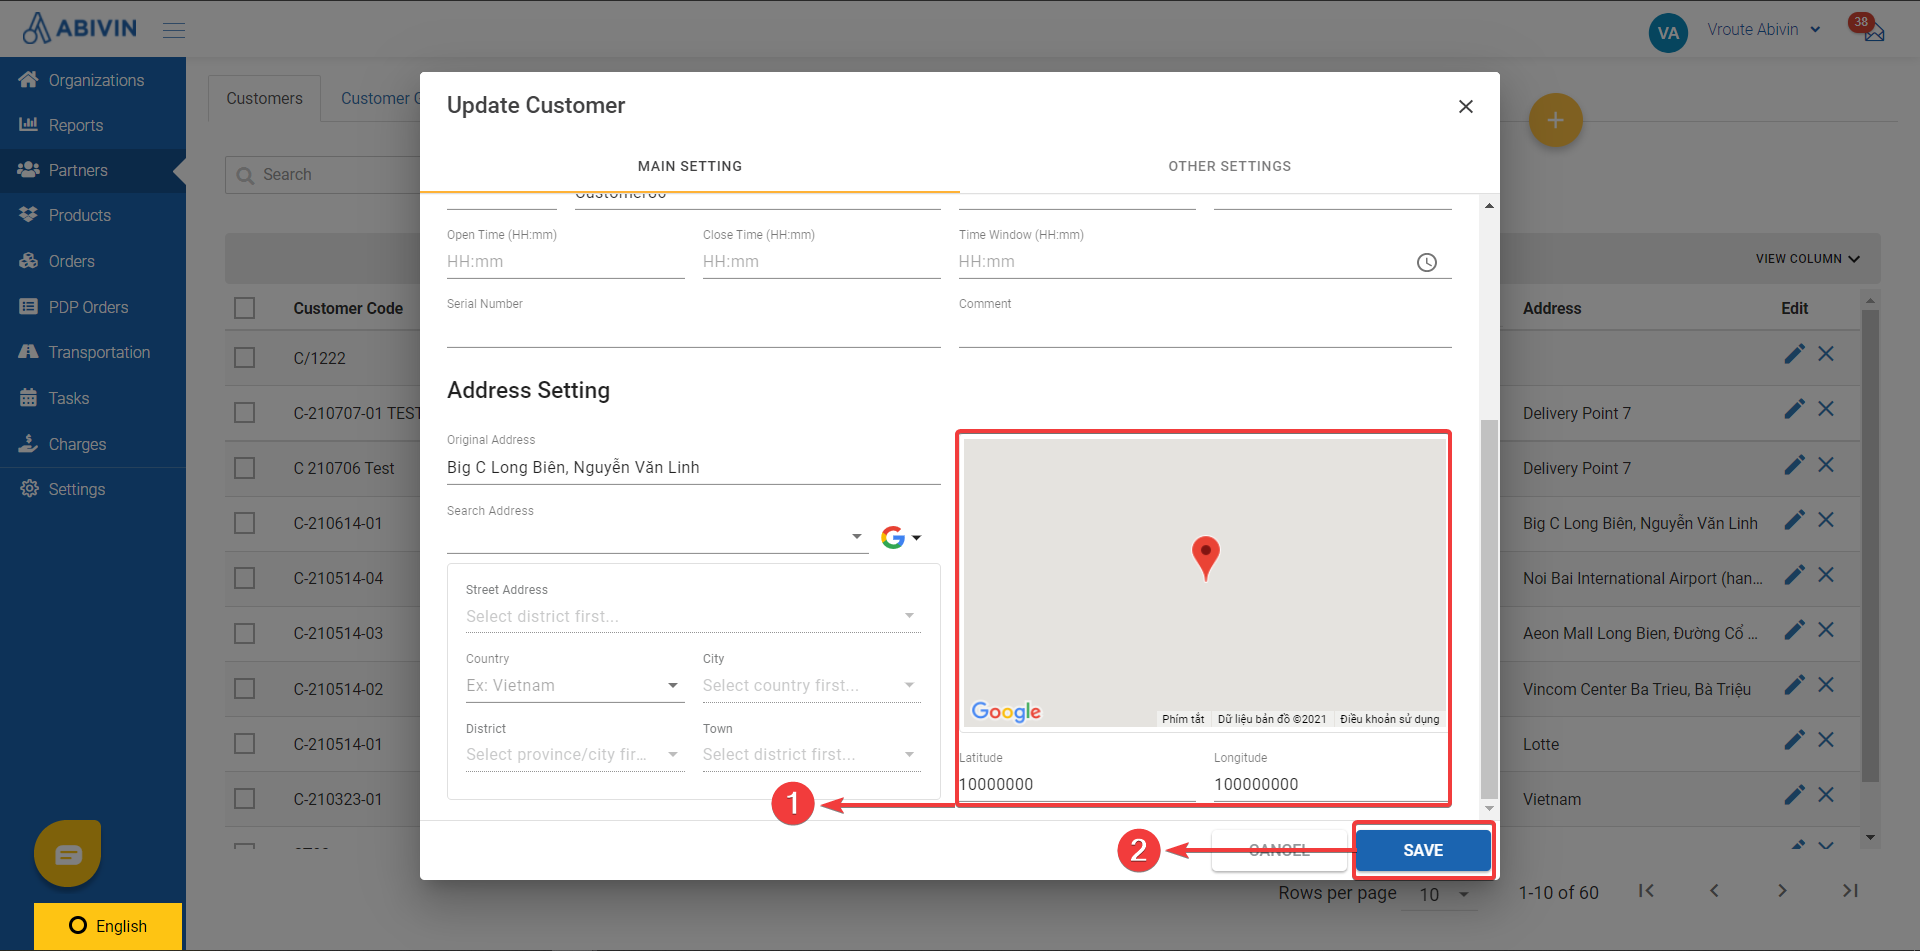 ABIVIN
VA
Vroute Abivin
38
Organizations
Reports
Partners
Products
Orders
PDP Orders
Transportation
Tasks
Charges
Settings
English
Customers
Customer G
Search
VIEW COLUMN
Customer Code
Address
Edit
C/1222
C-210707-01 TEST
Delivery Point 7
C 210706 Test
Delivery Point 7
C-210614-01
Big C Long Biên, Nguyễn Văn Linh
C-210514-04
Noi Bai International Airport (han...
C-210514-03
Aeon Mall Long Bien, Đường Cổ ...
C-210514-02
Vincom Center Ba Trieu, Bà Triệu
C-210514-01
Lotte
C-210323-01
Vietnam
Rows per page
10
1-10 of 60
Update Customer
MAIN SETTING
OTHER SETTINGS
Open Time (HH:mm)
Close Time (HH:mm)
Time Window (HH:mm)
HH:mm
HH:mm
HH:mm
Serial Number
Comment
Address Setting
Original Address
Big C Long Biên, Nguyễn Văn Linh
Search Address
Street Address
Select district first...
Country
City
Ex: Vietnam
Select country first...
District
Town
Select province/city fir...
Select district first...
Google
Phím tắt
Dữ liệu bản đồ ©2021
Điều khoản sử dụng
Latitude
Longitude
10000000
100000000
1
2
CANCEL
SAVE